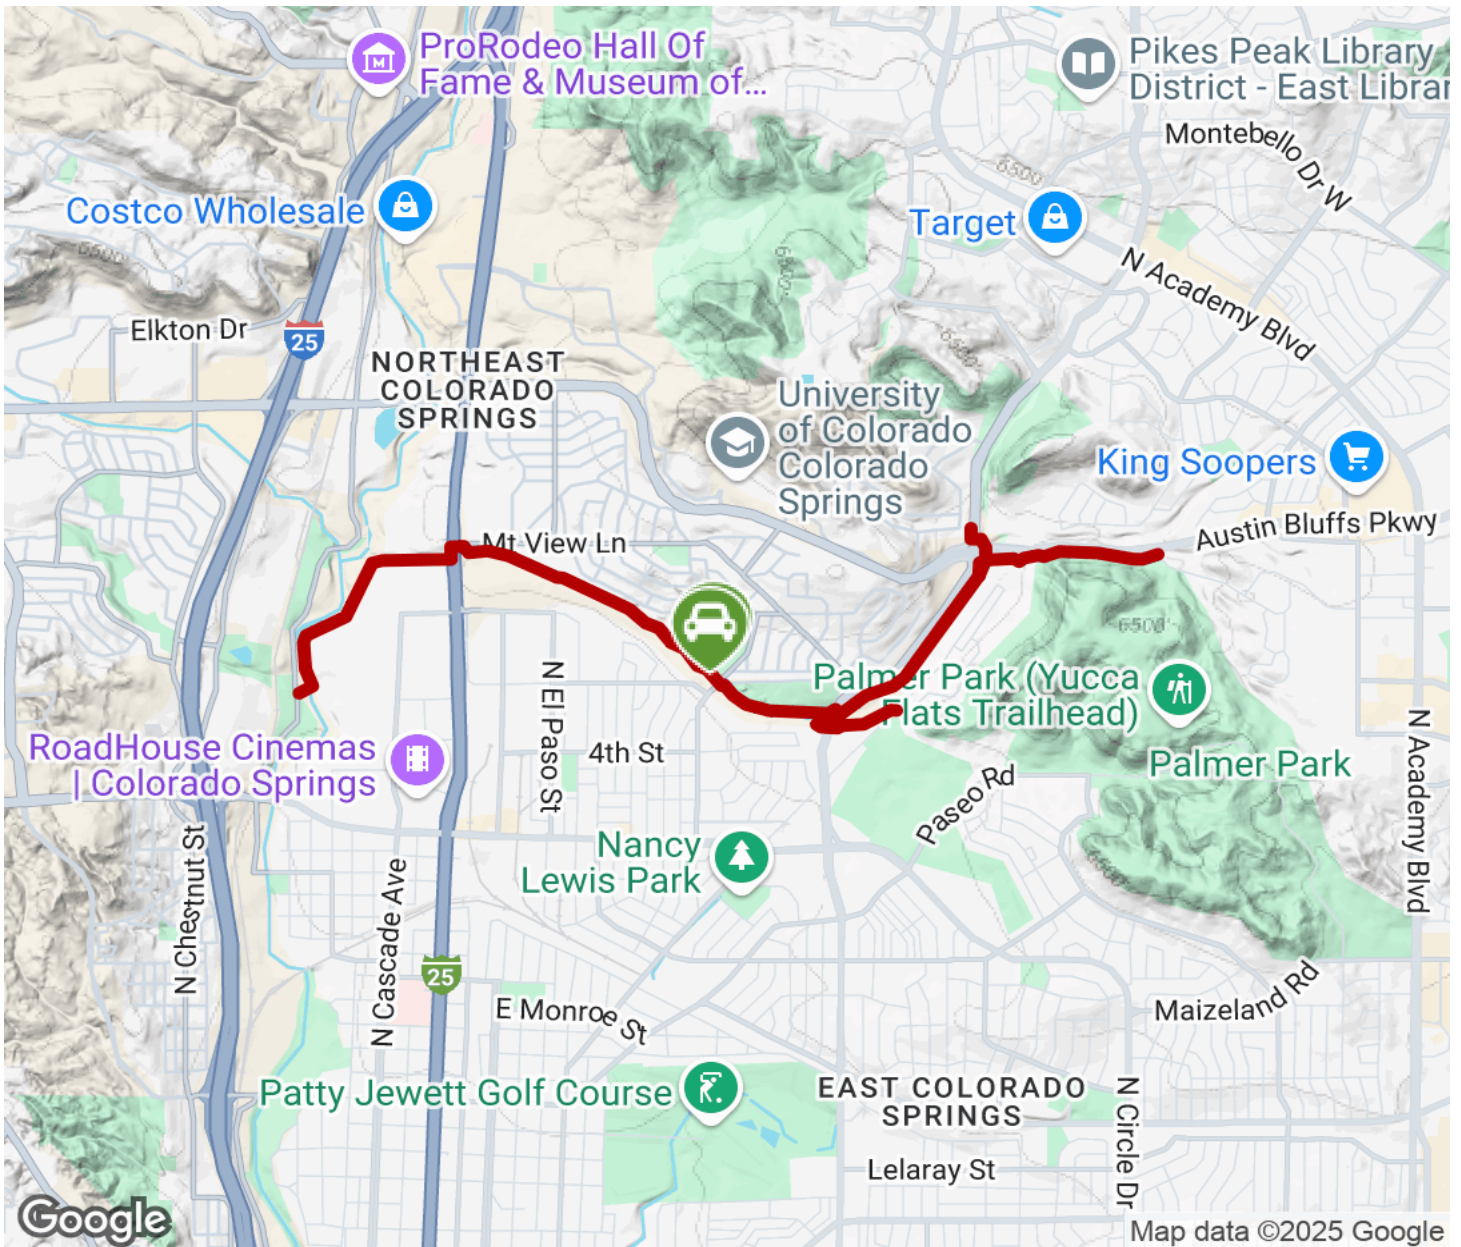 ProRodeo Hall Of
Fame & Museum of...
Pikes Peak Library
District - East Librar
Montebello Dr W
6500
Costco Wholesale
Target
6500
6500
N Academy Blvd
Elkton Dr
25
6500
NORTHEAST
COLORADO
SPRINGS
University
of Colorado
Colorado
Springs
King Soopers
Austin Bluffs Pkwy
Mt View Ln
6500
Palmer Park (Yucca
Flats Trailhead)
N El Paso St
4th St
RoadHouse Cinemas
| Colorado Springs
Palmer Park
N Academy Blvd
Paseo Rd
Nancy
Lewis Park
N Chestnut St
N Cascade Ave
25
E Monroe St
Maizeland Rd
Patty Jewett Golf Course
EAST COLORADO
SPRINGS
N Circle Dr
Lelaray St
Google
Map data ©2025 Google